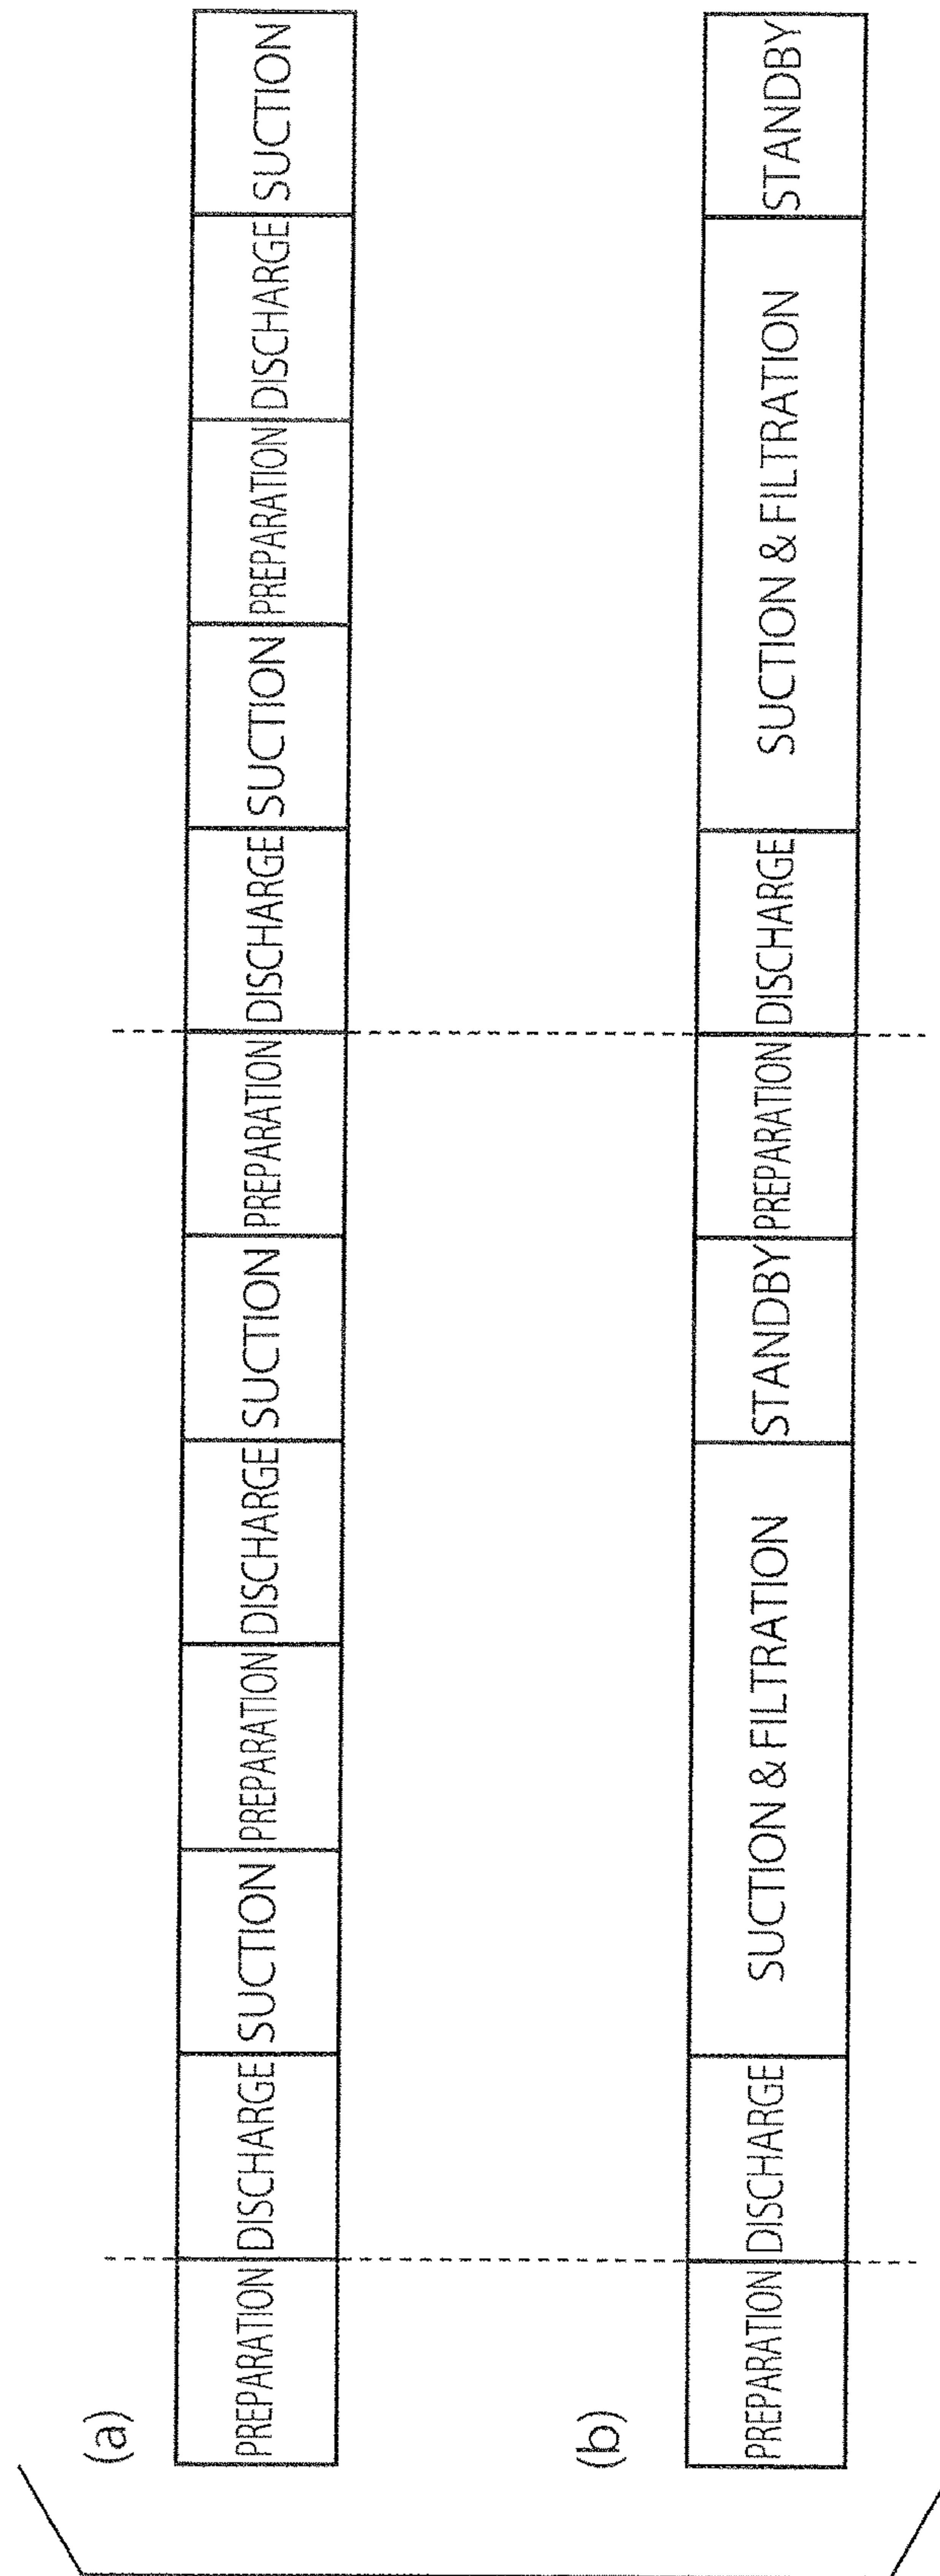 (a)
PREPARATION DISCHARGE SUCTION PREPARATION DISCHARGE SUCTION PREPARATION DISCHARGE SUCTION PREPARATION DISCHARGE SUCTION
(b)
PREPARATION DISCHARGE SUCTION & FILTRATION STANDBY PREPARATION DISCHARGE SUCTION & FILTRATION STANDBY